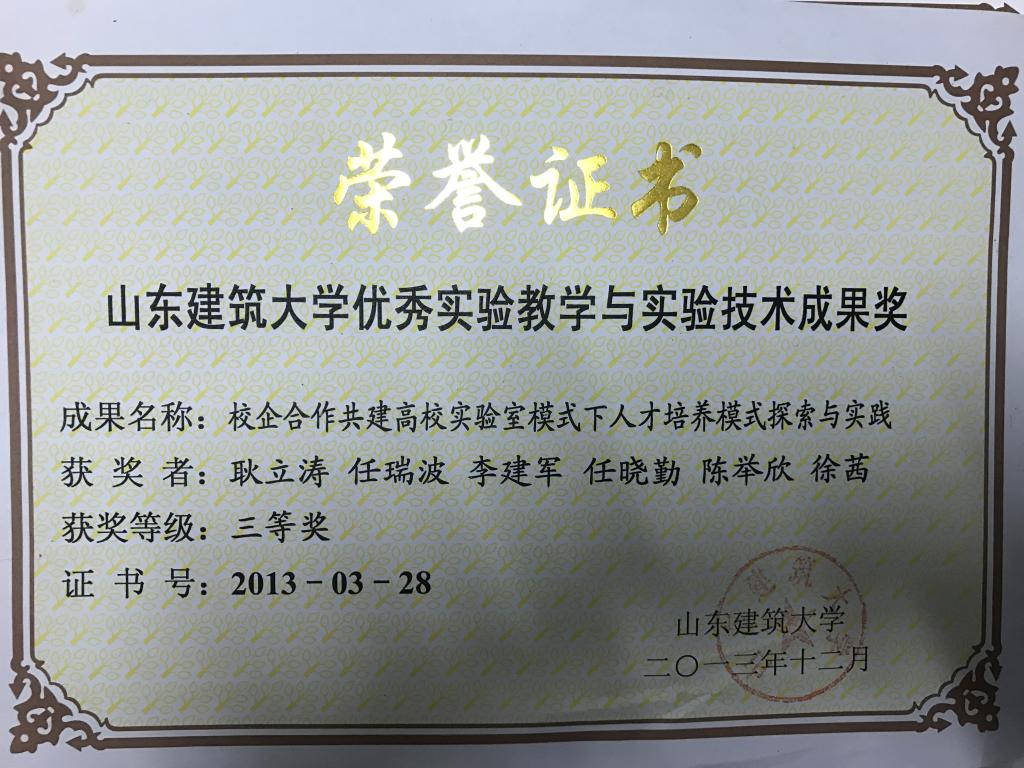 荣誉证书
山东建筑大学优秀实验教学与实验技术成果奖
成果名称：校企合作共建高校实验室模式下人才培养模式探索与实践
获 奖 者：耿立涛 任瑞波 李建军 任晓勤 陈举欣 徐茜
获奖等级：三等奖
证 书 号：2013－03－28
山东建筑大学
二〇一三年十二月